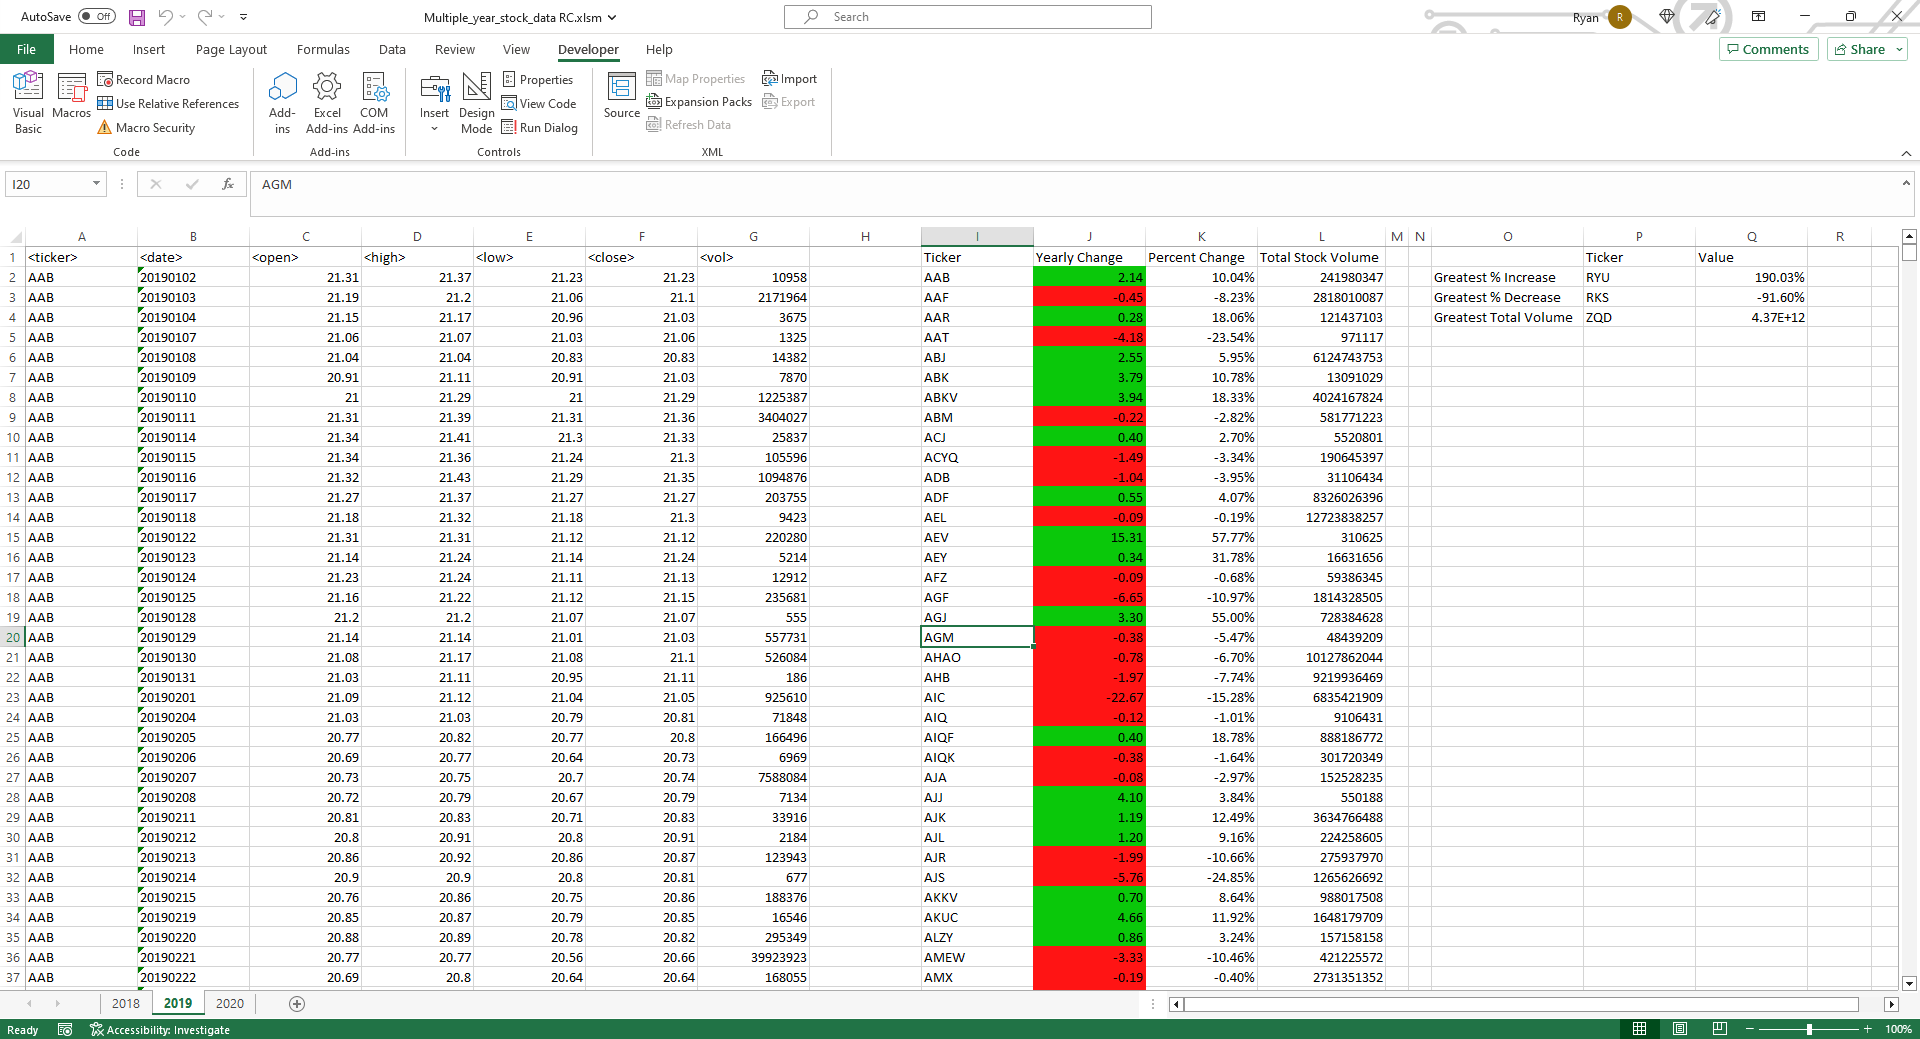 AutoSave Off Multiple_year_stock_data RC.xlsm Search Ryan R
File Home Insert Page Layout Formulas Data Review View Developer Help Comments Share
Visual Basic Macros Record Macro Use Relative References Macro Security
Add-ins Excel Add-ins COM Add-ins
Insert Design Mode Properties View Code Run Dialog
Source Map Properties Expansion Packs Refresh Data Import Export
Code Add-ins Controls XML
I20 fx AGM
A B C D E F G H I J K L M N O P Q R
1 <ticker> <date> <open> <high> <low> <close> <vol> Ticker Yearly Change Percent Change Total Stock Volume Ticker Value
2 AAB 20190102 21.31 21.37 21.23 21.23 10958 AAB 2.14 10.04% 241980347 Greatest % Increase RYU 190.03%
3 AAB 20190103 21.19 21.2 21.06 21.1 2171964 AAF -0.45 -8.23% 2818010087 Greatest % Decrease RKS -91.60%
4 AAB 20190104 21.15 21.17 20.96 21.03 3675 AAR 0.28 18.06% 121437103 Greatest Total Volume ZQD 4.37E+12
5 AAB 20190107 21.06 21.07 21.03 21.06 1325 AAT -4.18 -23.54% 971117
6 AAB 20190108 21.04 21.04 20.83 20.83 14382 ABJ 2.55 5.95% 6124743753
7 AAB 20190109 20.91 21.11 20.91 21.03 7870 ABK 3.79 10.78% 13091029
8 AAB 20190110 21 21.29 21 21.29 1225387 ABKV 3.94 18.33% 4024167824
9 AAB 20190111 21.31 21.39 21.31 21.36 3404027 ABM -0.22 -2.82% 581771223
10 AAB 20190114 21.34 21.41 21.3 21.33 25837 ACJ 0.40 2.70% 5520801
11 AAB 20190115 21.34 21.36 21.24 21.3 105596 ACYQ -1.49 -3.34% 190645397
12 AAB 20190116 21.32 21.43 21.29 21.35 1094876 ADB -1.04 -3.95% 31106434
13 AAB 20190117 21.27 21.37 21.27 21.27 203755 ADF 0.55 4.07% 8326026396
14 AAB 20190118 21.18 21.32 21.18 21.3 9423 AEL -0.09 -0.19% 12723838257
15 AAB 20190122 21.31 21.31 21.12 21.12 220280 AEV 15.31 57.77% 310625
16 AAB 20190123 21.14 21.24 21.14 21.24 5214 AEY 0.34 31.78% 16631656
17 AAB 20190124 21.23 21.24 21.11 21.13 12912 AFZ -0.09 -0.68% 59386345
18 AAB 20190125 21.16 21.22 21.12 21.15 235681 AGF -6.65 -10.97% 1814328505
19 AAB 20190128 21.2 21.2 21.07 21.07 555 AGJ 3.30 55.00% 728384628
20 AAB 20190129 21.14 21.14 21.01 21.03 557731 AGM -0.38 -5.47% 48439209
21 AAB 20190130 21.08 21.17 21.08 21.1 526084 AHAO -0.78 -6.70% 10127862044
22 AAB 20190131 21.03 21.11 20.95 21.11 186 AHB -1.97 -7.74% 9219936469
23 AAB 20190201 21.09 21.12 21.04 21.05 925610 AIC -22.67 -15.28% 6835421909
24 AAB 20190204 21.03 21.03 20.79 20.81 71848 AIQ -0.12 -1.01% 9106431
25 AAB 20190205 20.77 20.82 20.77 20.8 166496 AIQF 0.40 18.78% 888186772
26 AAB 20190206 20.69 20.77 20.64 20.73 6969 AIQK -0.38 -1.64% 301720349
27 AAB 20190207 20.73 20.75 20.7 20.74 7588084 AJA -0.08 -2.97% 152528235
28 AAB 20190208 20.72 20.79 20.67 20.79 7134 AJJ 4.10 3.84% 550188
29 AAB 20190211 20.81 20.83 20.71 20.83 33916 AJK 1.19 12.49% 3634766488
30 AAB 20190212 20.8 20.91 20.8 20.91 2184 AJL 1.20 9.16% 224258605
31 AAB 20190213 20.86 20.92 20.86 20.87 123943 AJR -1.99 -10.66% 275937970
32 AAB 20190214 20.9 20.9 20.8 20.81 677 AJS -5.76 -24.85% 1265626692
33 AAB 20190215 20.76 20.86 20.75 20.86 188376 AKKV 0.70 8.64% 988017508
34 AAB 20190219 20.85 20.87 20.79 20.85 16546 AKUC 4.66 11.92% 1648179709
35 AAB 20190220 20.88 20.89 20.78 20.82 295349 ALZY 0.86 3.24% 157158158
36 AAB 20190221 20.77 20.77 20.56 20.66 39923923 AMEW -3.33 -10.46% 421225572
37 AAB 20190222 20.69 20.8 20.64 20.64 168055 AMX -0.19 -0.40% 2731351352
2018 2019 2020
Ready Accessibility: Investigate 100%